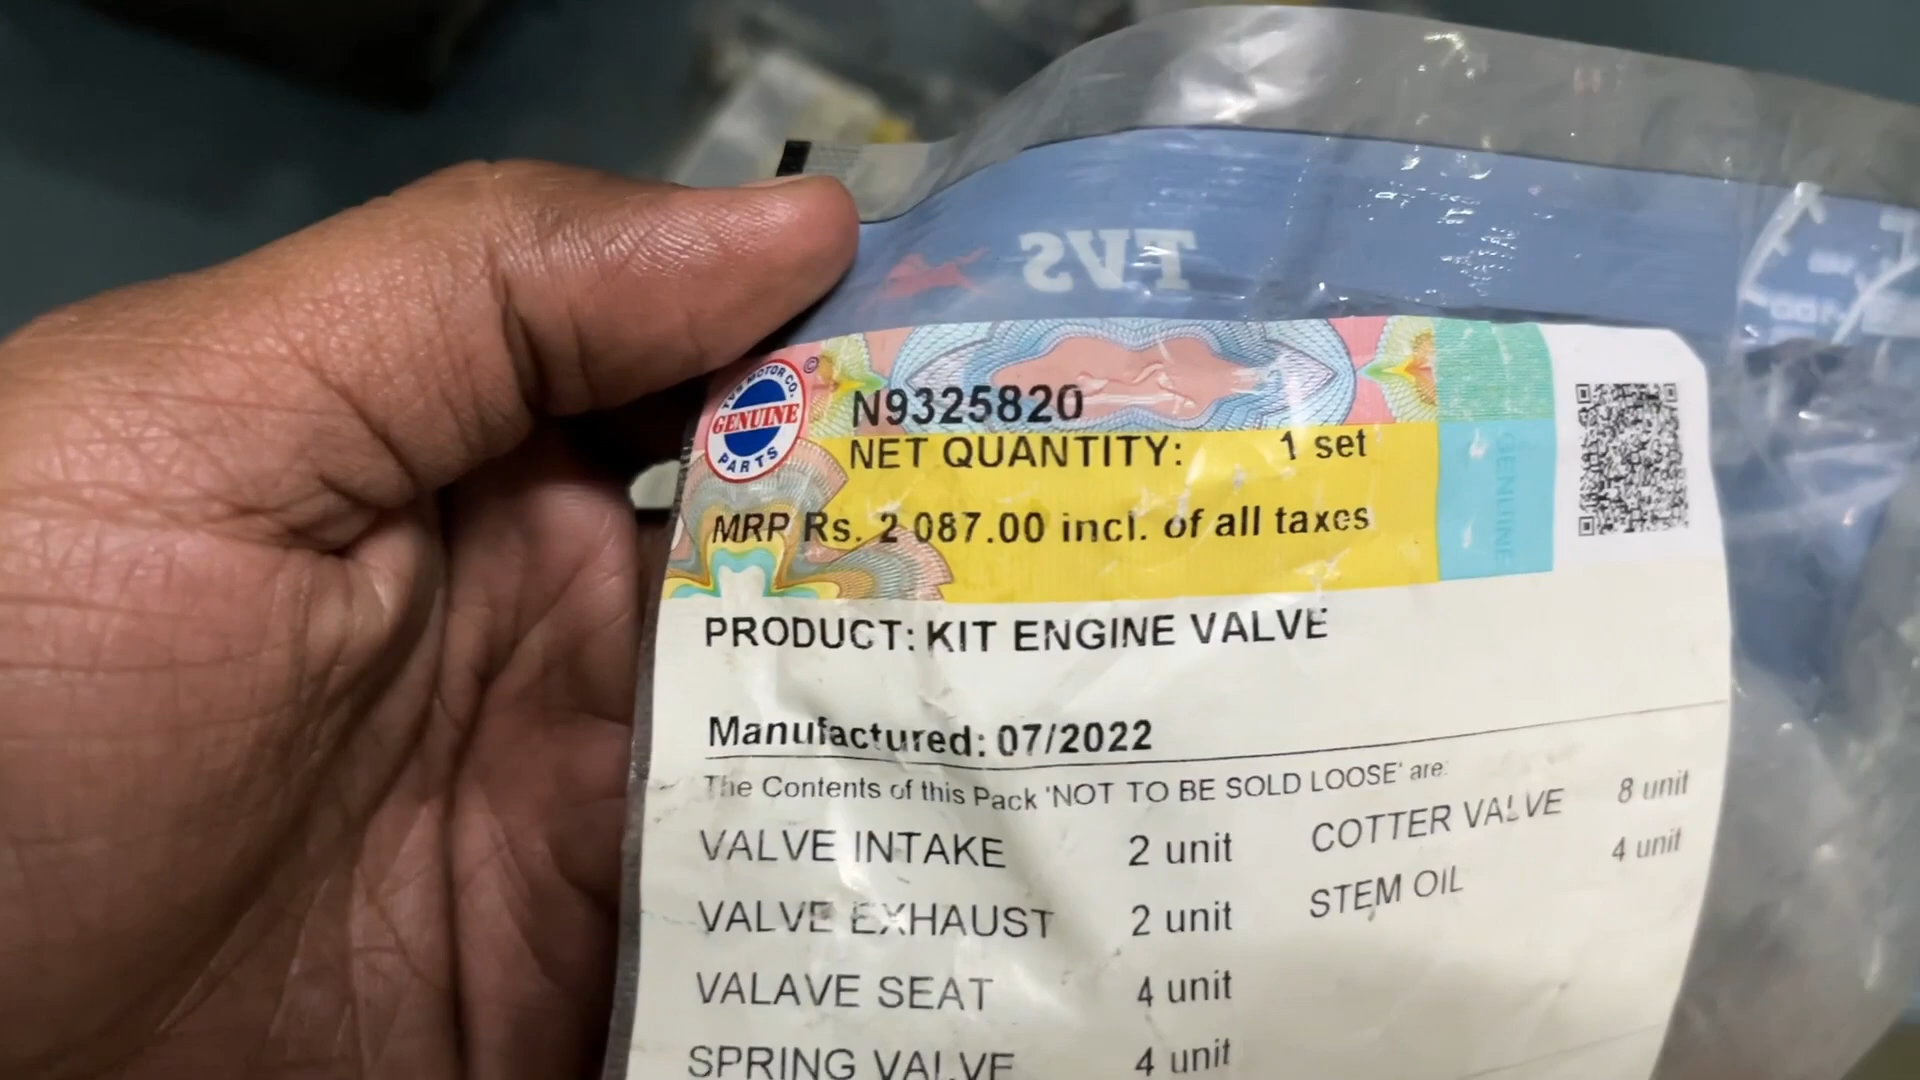 TVS
TVS MOTOR CO.
GENUINE
PARTS
©
N9325820
NET QUANTITY: 1 set
MRP Rs. 2 087.00 incl. of all taxes
GENUINE
PRODUCT: KIT ENGINE VALVE
Manufactured: 07/2022
The Contents of this Pack 'NOT TO BE SOLD LOOSE' are:
VALVE INTAKE 2 unit COTTER VALVE 8 unit
VALVE EXHAUST 2 unit STEM OIL 4 unit
VALAVE SEAT 4 unit
SPRING VALVE 4 unit